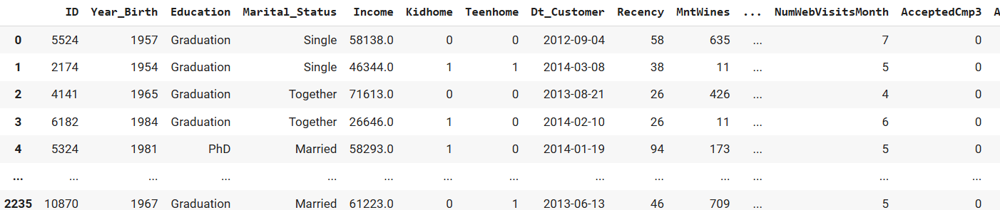 ID Year_Birth Education Marital_Status Income Kidhome Teenhome Dt_Customer Recency MntWines ... NumWebVisitsMonth AcceptedCmp3 A
0 5524 1957 Graduation Single 58138.0 0 0 2012-09-04 58 635 ... 7 0
1 2174 1954 Graduation Single 46344.0 1 1 2014-03-08 38 11 ... 5 0
2 4141 1965 Graduation Together 71613.0 0 0 2013-08-21 26 426 ... 4 0
3 6182 1984 Graduation Together 26646.0 1 0 2014-02-10 26 11 ... 6 0
4 5324 1981 PhD Married 58293.0 1 0 2014-01-19 94 173 ... 5 0
... ... ... ... ... ... ... ... ... ... ... ... ... ...
2235 10870 1967 Graduation Married 61223.0 0 1 2013-06-13 46 709 ... 5 0